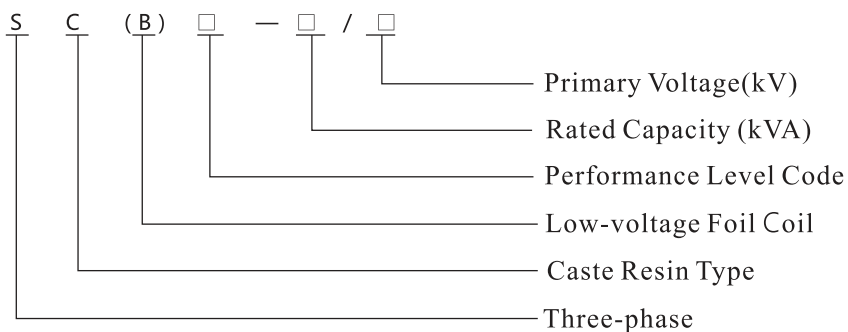 S C (B) □ — □ / □
Primary Voltage(kV)
Rated Capacity (kVA)
Performance Level Code
Low-voltage Foil Coil
Caste Resin Type
Three-phase